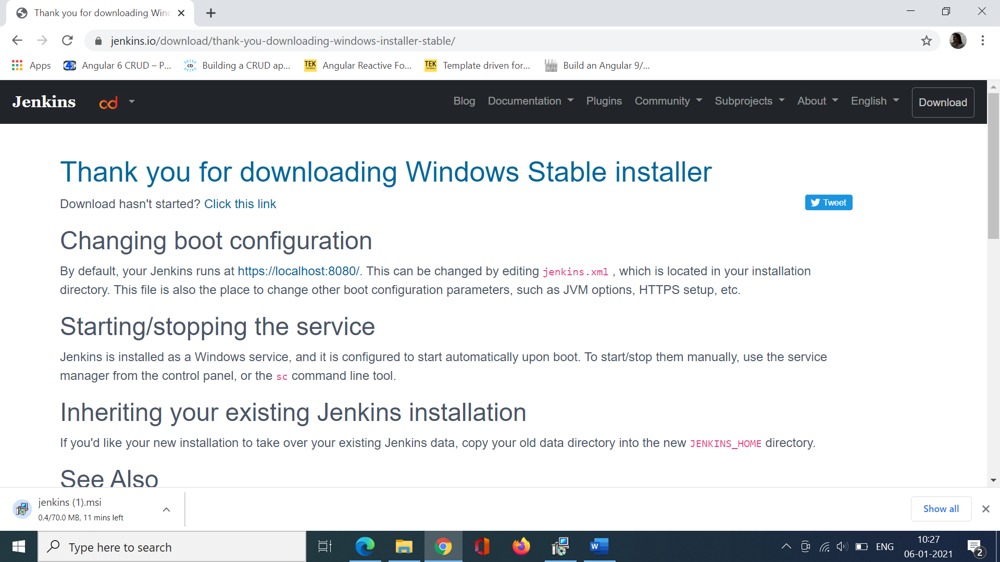 Thank you for downloading Wind
jenkins.io/download/thank-you-downloading-windows-installer-stable/
Apps
Angular 6 CRUD – P...
Building a CRUD ap...
TEK TUTORIALS
Angular Reactive Fo...
TEK TUTORIALS
Template driven for...
Build an Angular 9/...
Jenkins
cd
Blog
Documentation
Plugins
Community
Subprojects
About
English
Download
Thank you for downloading Windows Stable installer
Download hasn't started? Click this link
Tweet
Changing boot configuration
By default, your Jenkins runs at https://localhost:8080/. This can be changed by editing jenkins.xml , which is located in your installation
directory. This file is also the place to change other boot configuration parameters, such as JVM options, HTTPS setup, etc.
Starting/stopping the service
Jenkins is installed as a Windows service, and it is configured to start automatically upon boot. To start/stop them manually, use the service
manager from the control panel, or the sc command line tool.
Inheriting your existing Jenkins installation
If you'd like your new installation to take over your existing Jenkins data, copy your old data directory into the new JENKINS_HOME directory.
See Also
jenkins (1).msi
0.4/70.0 MB, 11 mins left
Show all
Type here to search
W
ENG
10:27
06-01-2021
2